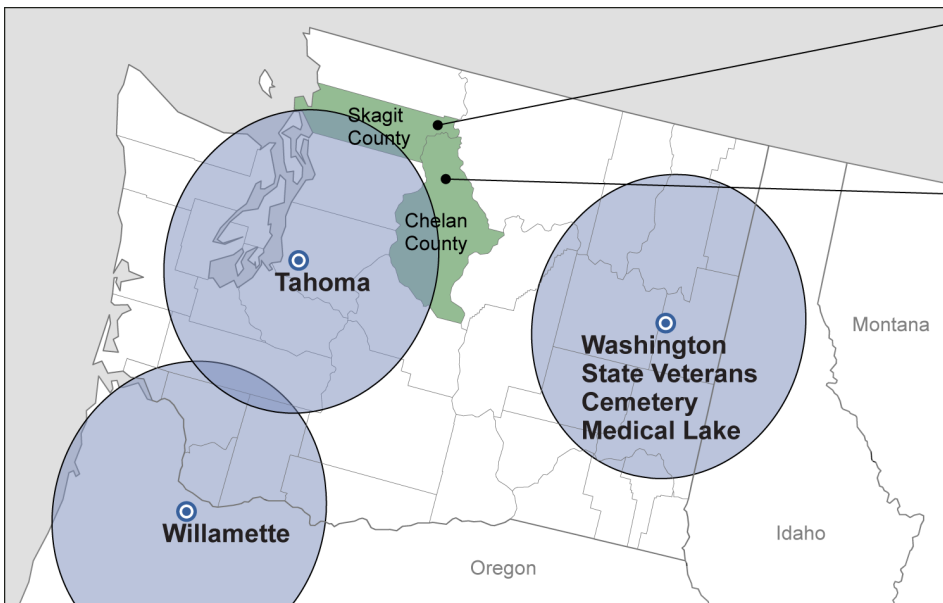 Skagit
County
Chelan
County
Tahoma
Washington
State Veterans
Cemetery
Medical Lake
Montana
Willamette
Idaho
Oregon